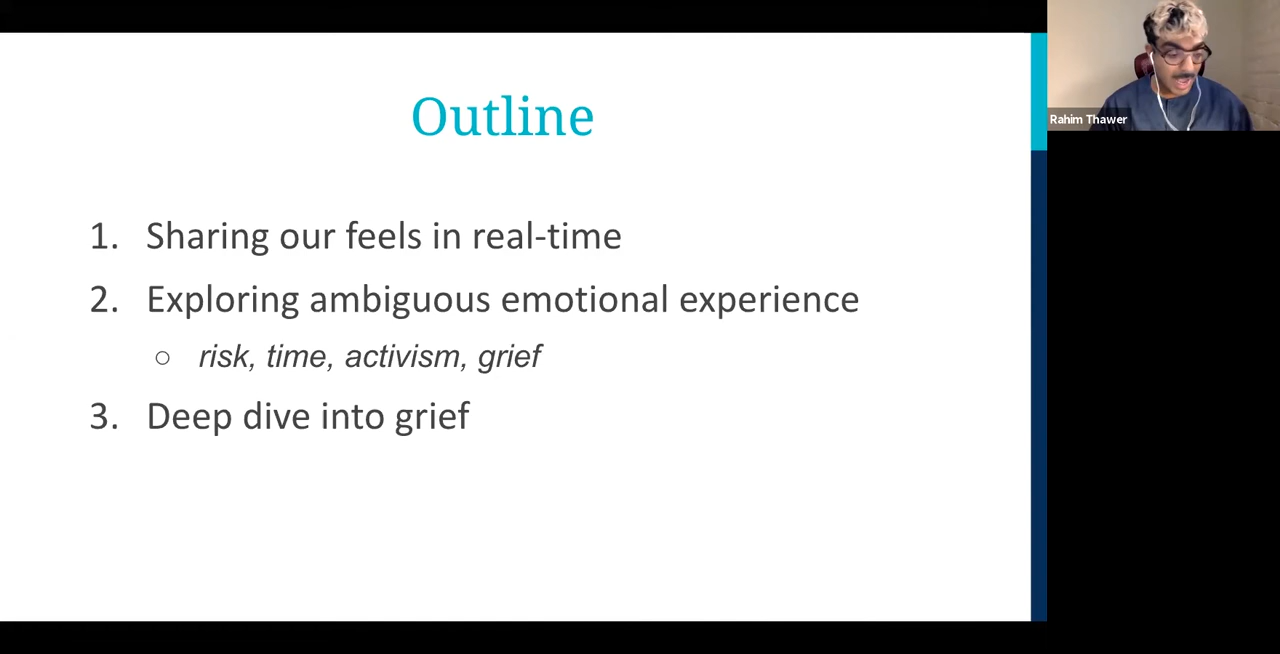 Outline
1. Sharing our feels in real-time
2. Exploring ambiguous emotional experience
○ risk, time, activism, grief
3. Deep dive into grief
Rahim Thawer